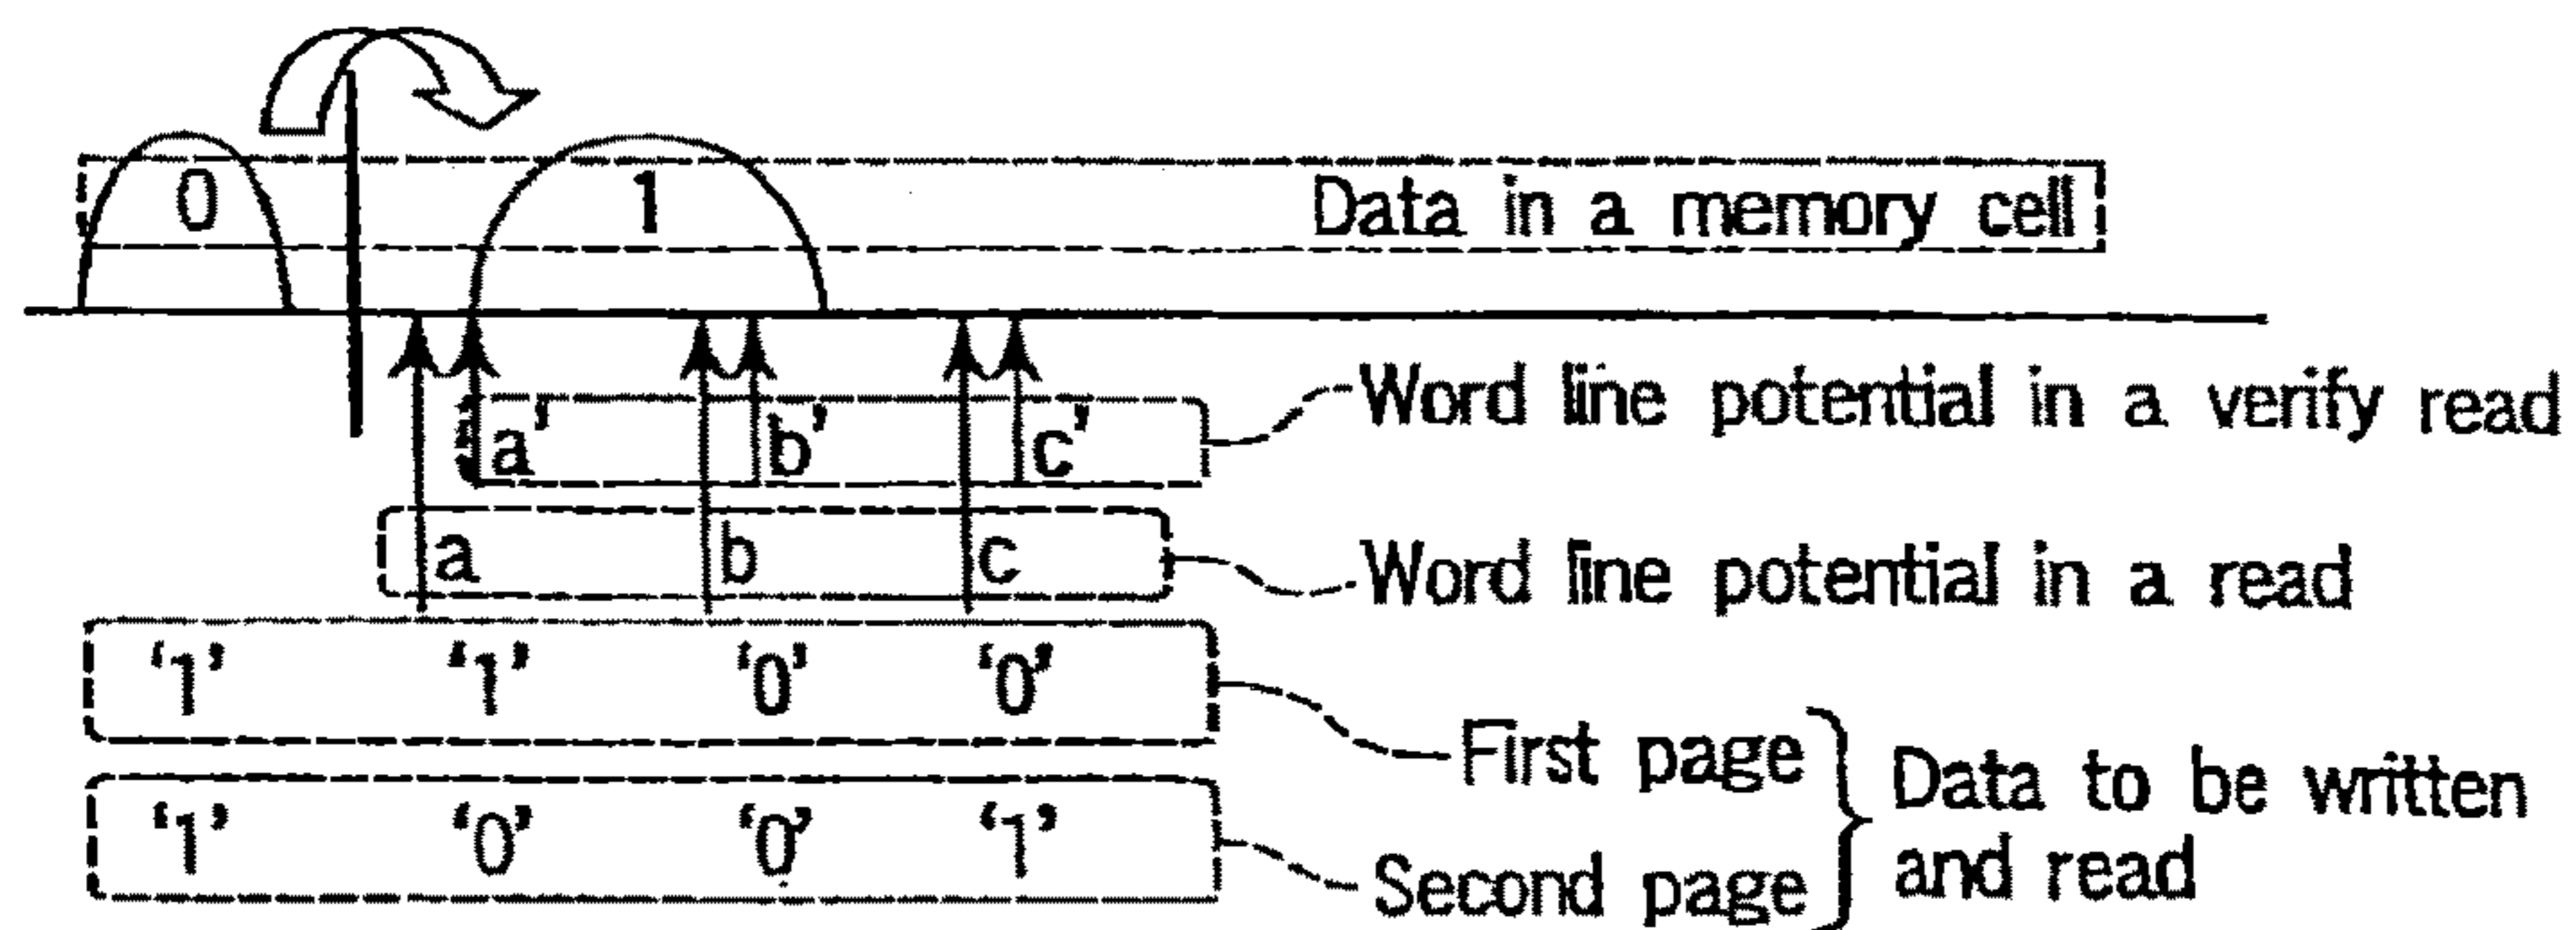 0 1 Data in a memory cell
a' b' c' Word line potential in a verify read
a b c Word line potential in a read
‘1’ ‘1’ ‘0’ ‘0’ First page
‘1’ ‘0’ ‘0’ ‘1’ Second page
Data to be written
and read